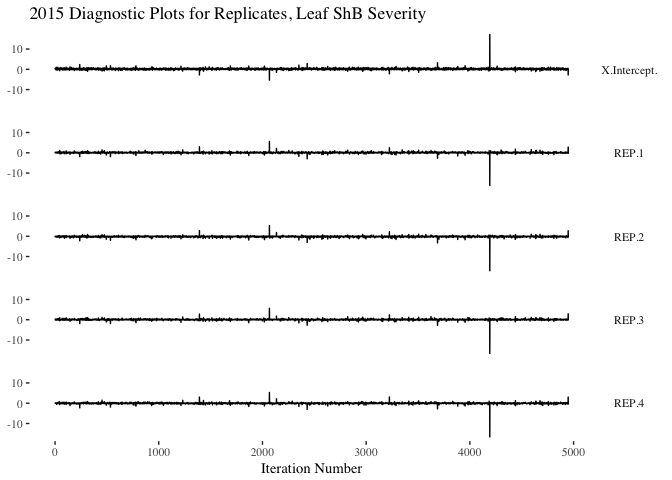 2015 Diagnostic Plots for Replicates, Leaf ShB Severity
10
0
-10
X.Intercept.
10
0
-10
REP.1
10
0
-10
REP.2
10
0
-10
REP.3
10
0
-10
REP.4
0 1000 2000 3000 4000 5000
Iteration Number